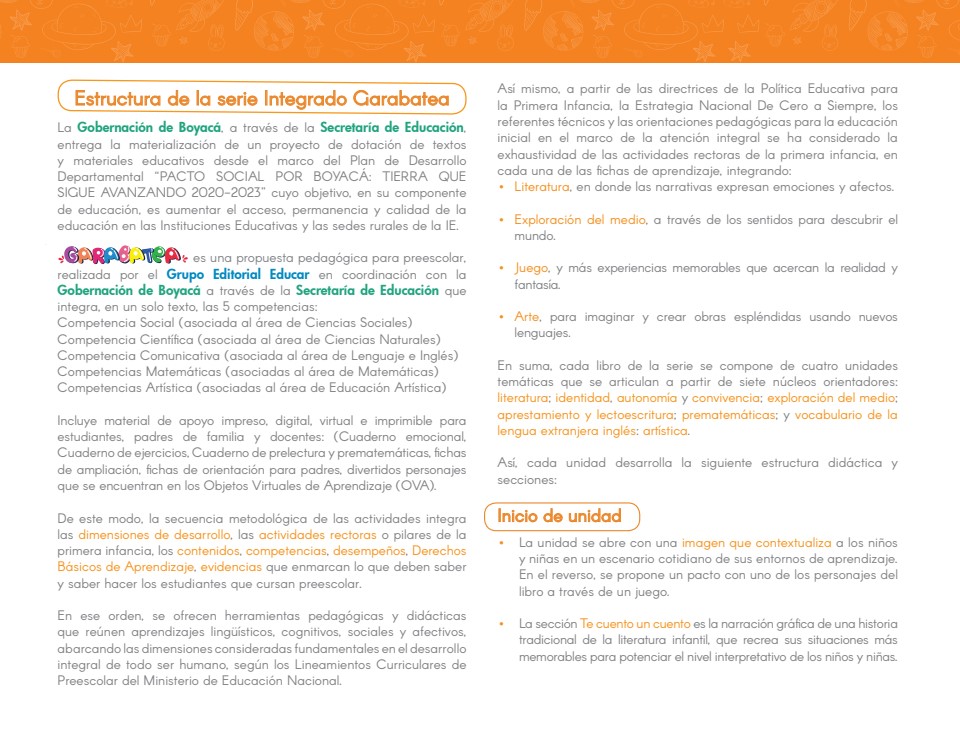 Estructura de la serie Integrado Garabatea
La Gobernación de Boyacá, a través de la Secretaría de Educación,
entrega la materialización de un proyecto de dotación de textos
y materiales educativos desde el marco del Plan de Desarrollo
Departamental “PACTO SOCIAL POR BOYACÁ: TIERRA QUE
SIGUE AVANZANDO 2020-2023” cuyo objetivo, en su componente
de educación, es aumentar el acceso, permanencia y calidad de la
educación en las Instituciones Educativas y las sedes rurales de la IE.
GARABATEA es una propuesta pedagógica para preescolar,
realizada por el Grupo Editorial Educar en coordinación con la
Gobernación de Boyacá a través de la Secretaría de Educación que
integra, en un solo texto, las 5 competencias:
Competencia Social (asociada al área de Ciencias Sociales)
Competencia Científica (asociada al área de Ciencias Naturales)
Competencia Comunicativa (asociada al área de Lenguaje e Inglés)
Competencias Matemáticas (asociadas al área de Matemáticas)
Competencias Artística (asociadas al área de Educación Artística)
Incluye material de apoyo impreso, digital, virtual e imprimible para
estudiantes, padres de familia y docentes: (Cuaderno emocional,
Cuaderno de ejercicios, Cuaderno de prelectura y prematemáticas, fichas
de ampliación, fichas de orientación para padres, divertidos personajes
que se encuentran en los Objetos Virtuales de Aprendizaje (OVA).
De este modo, la secuencia metodológica de las actividades integra
las dimensiones de desarrollo, las actividades rectoras o pilares de la
primera infancia, los contenidos, competencias, desempeños, Derechos
Básicos de Aprendizaje, evidencias que enmarcan lo que deben saber
y saber hacer los estudiantes que cursan preescolar.
En ese orden, se ofrecen herramientas pedagógicas y didácticas
que reúnen aprendizajes lingüísticos, cognitivos, sociales y afectivos,
abarcando las dimensiones consideradas fundamentales en el desarrollo
integral de todo ser humano, según los Lineamientos Curriculares de
Preescolar del Ministerio de Educación Nacional.
Así mismo, a partir de las directrices de la Política Educativa para
la Primera Infancia, la Estrategia Nacional De Cero a Siempre, los
referentes técnicos y las orientaciones pedagógicas para la educación
inicial en el marco de la atención integral se ha considerado la
exhaustividad de las actividades rectoras de la primera infancia, en
cada una de las fichas de aprendizaje, integrando:
• Literatura, en donde las narrativas expresan emociones y afectos.
• Exploración del medio, a través de los sentidos para descubrir el
mundo.
• Juego, y más experiencias memorables que acercan la realidad y
fantasía.
• Arte, para imaginar y crear obras espléndidas usando nuevos
lenguajes.
En suma, cada libro de la serie se compone de cuatro unidades
temáticas que se articulan a partir de siete núcleos orientadores:
literatura; identidad, autonomía y convivencia; exploración del medio;
aprestamiento y lectoescritura; prematemáticas; y vocabulario de la
lengua extranjera inglés: artística.
Así, cada unidad desarrolla la siguiente estructura didáctica y
secciones:
Inicio de unidad
• La unidad se abre con una imagen que contextualiza a los niños
y niñas en un escenario cotidiano de sus entornos de aprendizaje.
En el reverso, se propone un pacto con uno de los personajes del
libro a través de un juego.
• La sección Te cuento un cuento es la narración gráfica de una historia
tradicional de la literatura infantil, que recrea sus situaciones más
memorables para potenciar el nivel interpretativo de los niños y niñas.